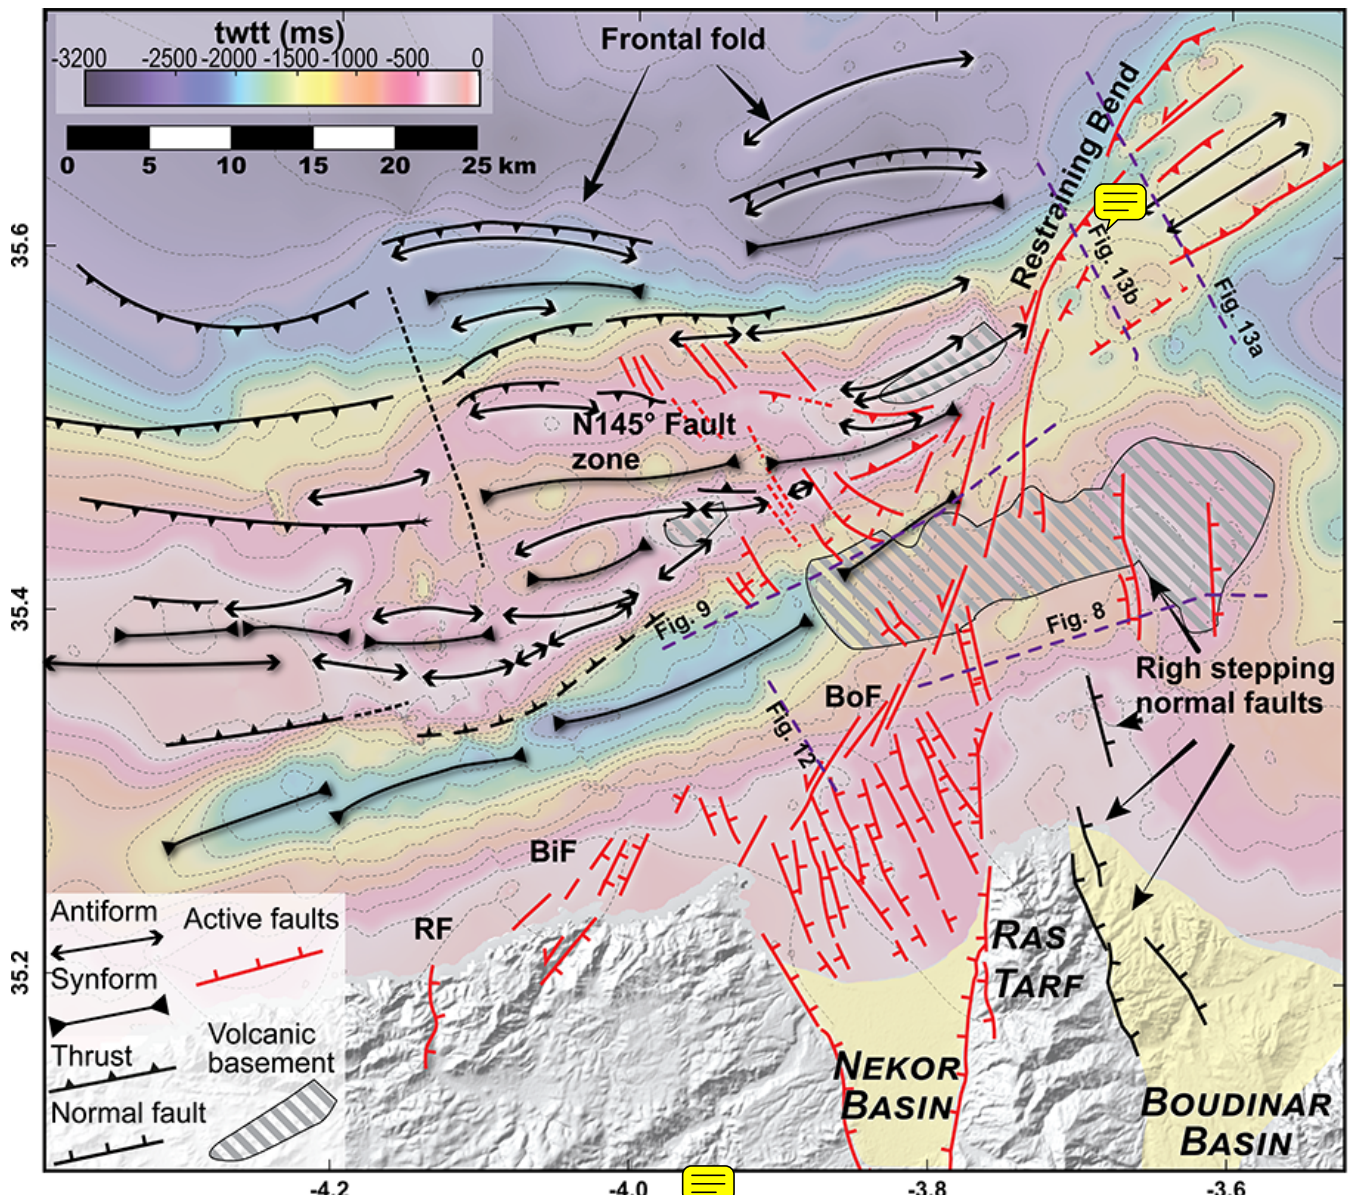 twtt (ms)
-3200 -2500 -2000 -1500 -1000 -500 0
0 5 10 15 20 25 km
Frontal fold
Restraining Bend
Fig. 13b
Fig. 13a
35.6
N145° Fault
zone
35.4
Fig. 9
Fig. 8
Righ stepping
normal faults
BoF
Fig. 12
BiF
RF
35.2
RAS
TARF
NEKOR
BASIN
BOUDINAR
BASIN
Antiform
Active faults
Synform
Volcanic
basement
Thrust
Normal fault
-4.2 -4.0 -3.8 -3.6